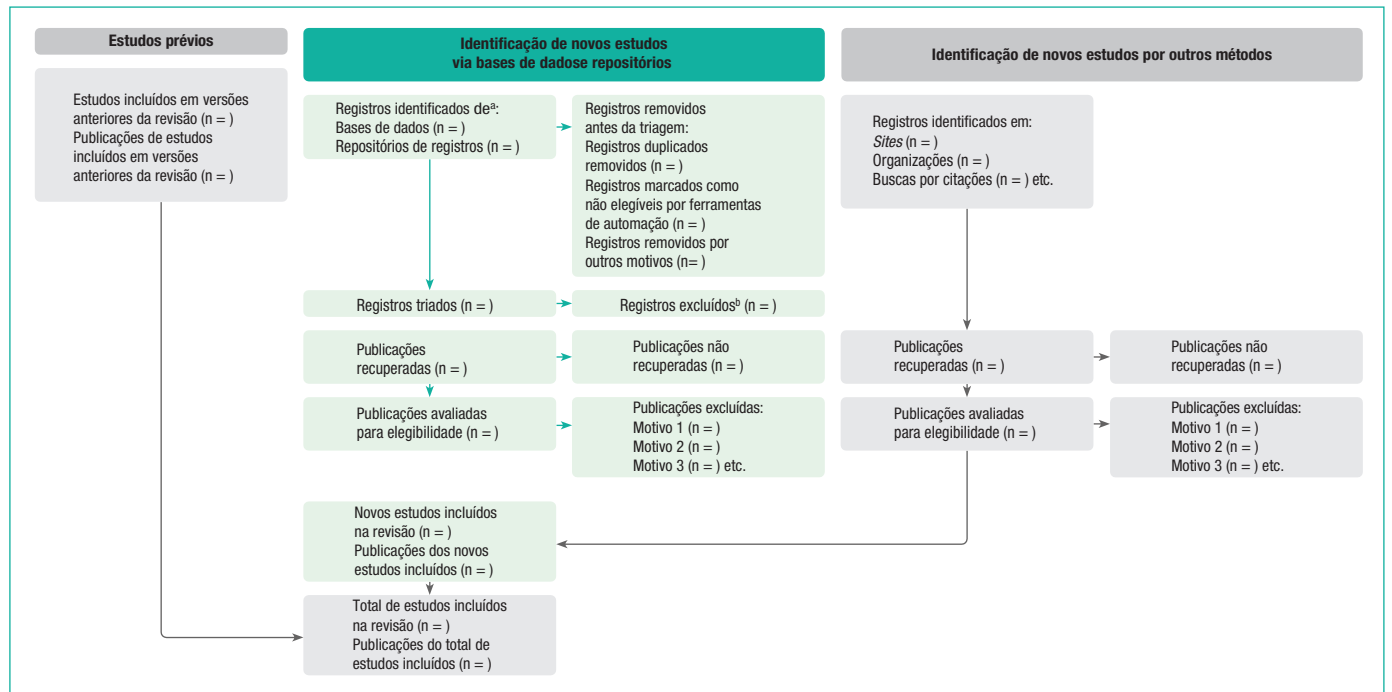 Estudos prévios
Estudos incluídos em versões
anteriores da revisão (n = )
Publicações de estudos
incluídos em versões
anteriores da revisão (n = )
Identificação de novos estudos
via bases de dadose repositórios
Registros identificados deᵃ:
Bases de dados (n = )
Repositórios de registros (n = )
Registros removidos
antes da triagem:
Registros duplicados
removidos (n = )
Registros marcados como
não elegíveis por ferramentas
de automação (n = )
Registros removidos por
outros motivos (n= )
Registros triados (n = )
Registros excluídosᵇ (n = )
Publicações
recuperadas (n = )
Publicações não
recuperadas (n = )
Publicações avaliadas
para elegibilidade (n = )
Publicações excluídas:
Motivo 1 (n = )
Motivo 2 (n = )
Motivo 3 (n = ) etc.
Novos estudos incluídos
na revisão (n = )
Publicações dos novos
estudos incluídos (n = )
Total de estudos incluídos
na revisão (n = )
Publicações do total de
estudos incluídos (n = )
Identificação de novos estudos por outros métodos
Registros identificados em:
Sites (n = )
Organizações (n = )
Buscas por citações (n = ) etc.
Publicações
recuperadas (n = )
Publicações não
recuperadas (n = )
Publicações avaliadas
para elegibilidade (n = )
Publicações excluídas:
Motivo 1 (n = )
Motivo 2 (n = )
Motivo 3 (n = ) etc.